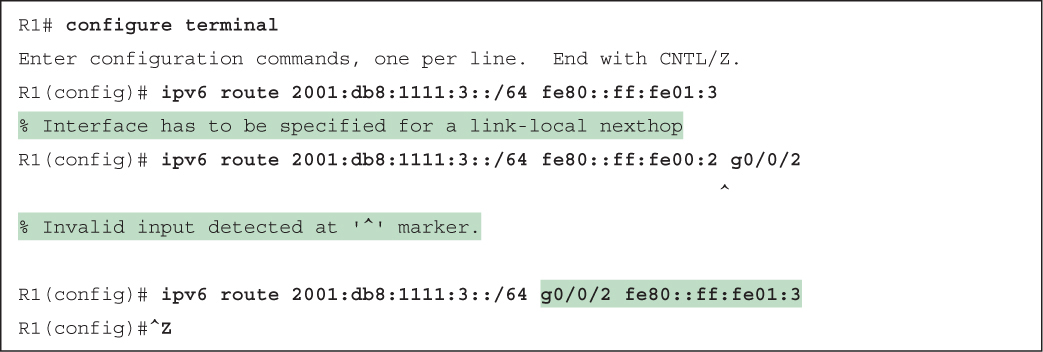 R1# configure terminal
Enter configuration commands, one per line.  End with CNTL/Z.
R1(config)# ipv6 route 2001:db8:1111:3::/64 fe80::ff:fe01:3
% Interface has to be specified for a link-local nexthop
R1(config)# ipv6 route 2001:db8:1111:3::/64 fe80::ff:fe00:2 g0/0/2
^
% Invalid input detected at '^' marker.
R1(config)# ipv6 route 2001:db8:1111:3::/64 g0/0/2 fe80::ff:fe01:3
R1(config)#^Z